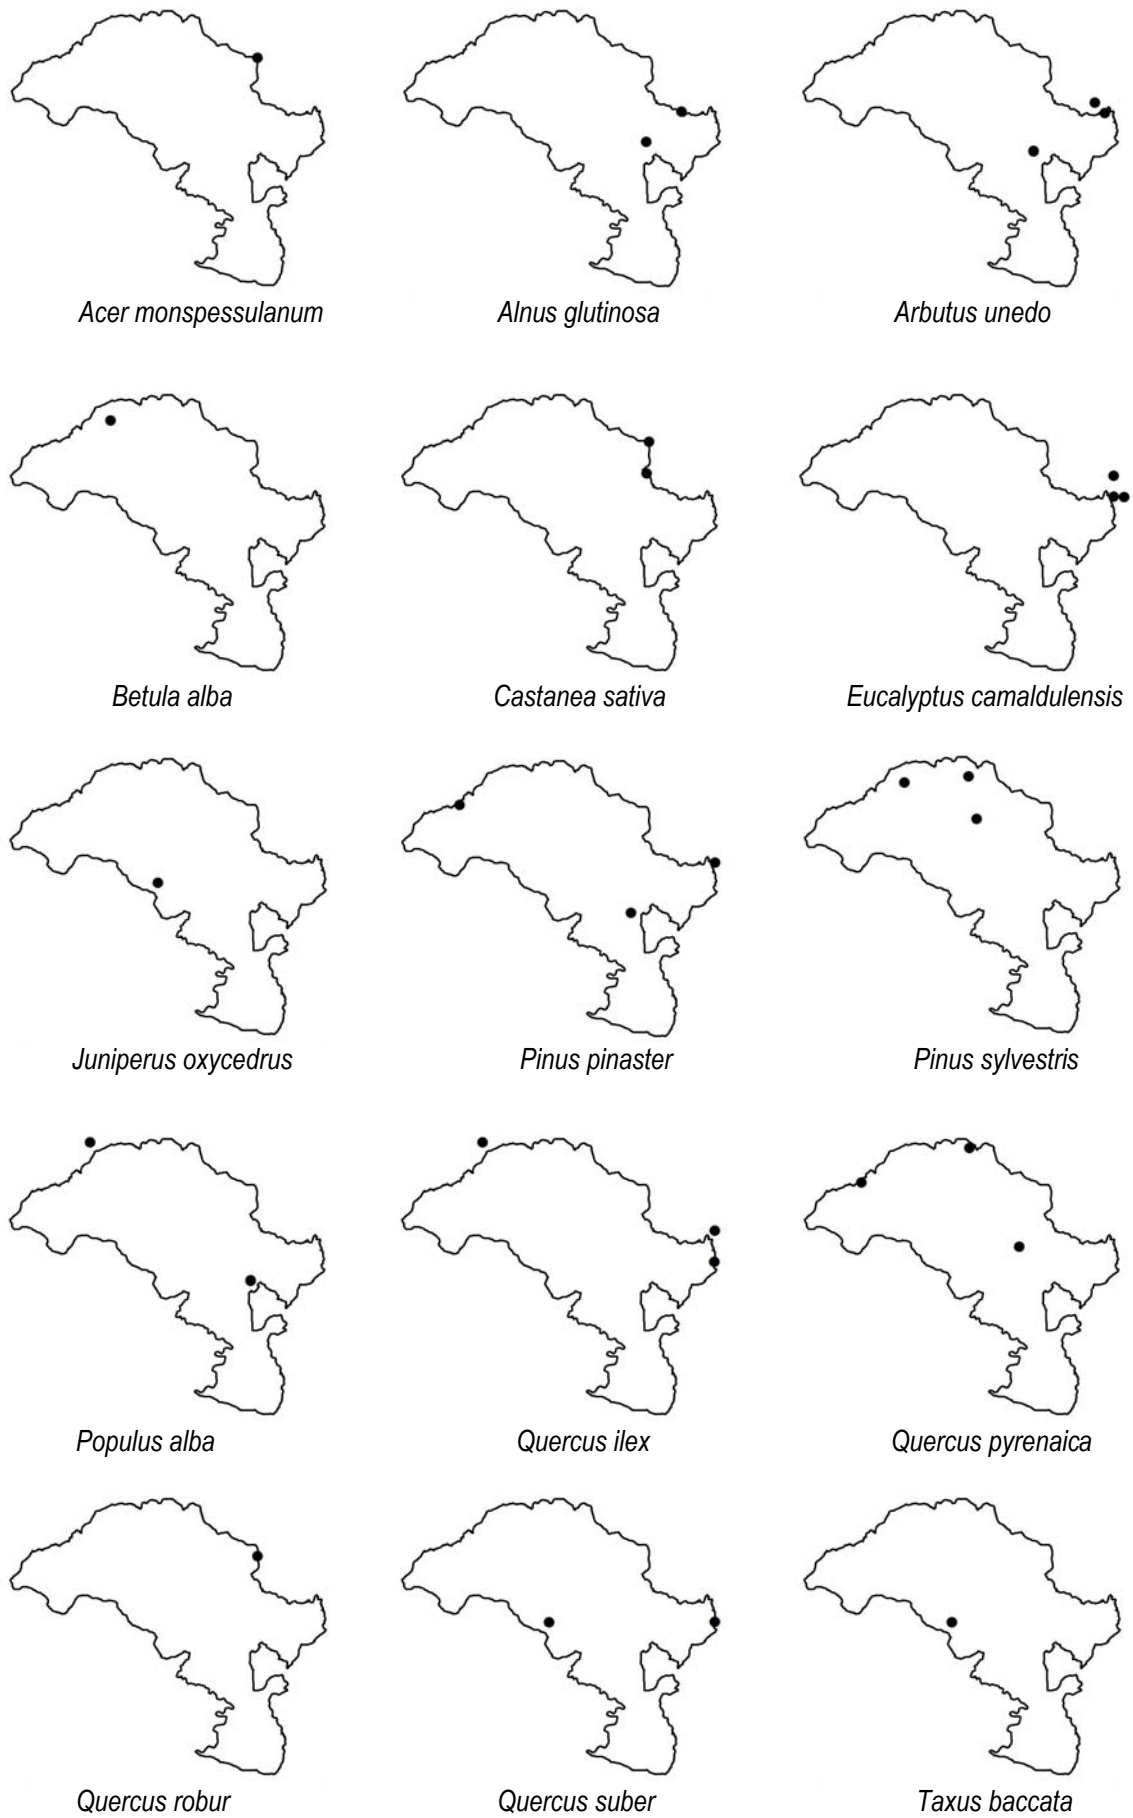 Acer monspessulanum
Alnus glutinosa
Arbutus unedo
Betula alba
Castanea sativa
Eucalyptus camaldulensis
Juniperus oxycedrus
Pinus pinaster
Pinus sylvestris
Populus alba
Quercus ilex
Quercus pyrenaica
Quercus robur
Quercus suber
Taxus baccata